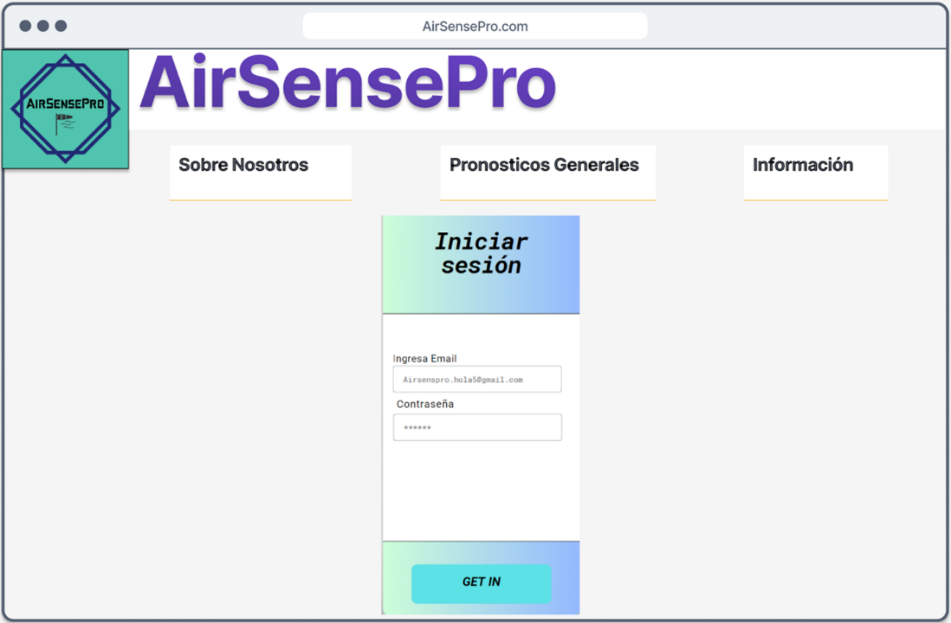 AirSensePro.com
AirSensePro
AIRSENSEPRO
Sobre Nosotros
Pronosticos Generales
Información
Iniciar
sesión
Ingresa Email
Airsenspro.hola5@gmail.com
Contraseña
******
GET IN